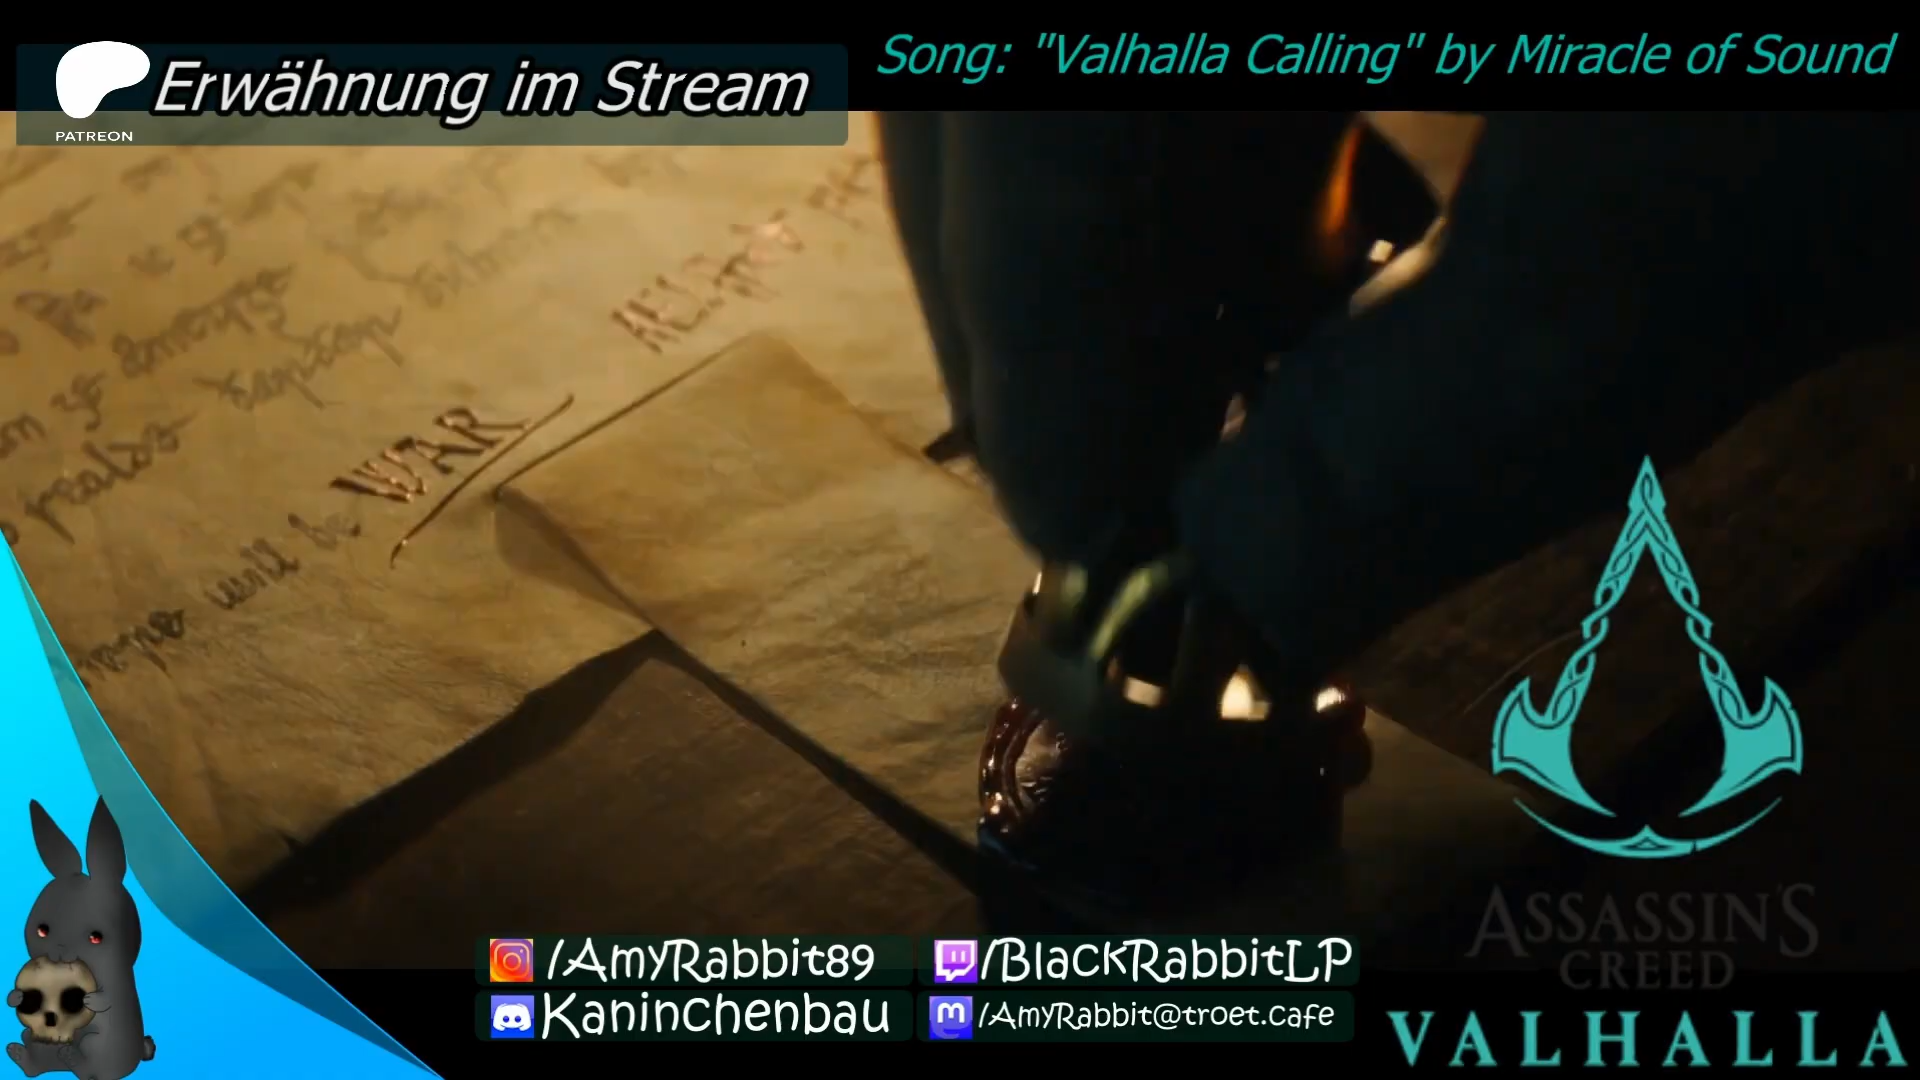 Song: "Valhalla Calling" by Miracle of Sound
Erwähnung im Stream
PATREON
will be WAR
/AmyRabbit89
/BlackRabbitLP
Kaninchenbau
/AmyRabbit@troet.cafe
ASSASSIN'S
CREED
VALHALLA